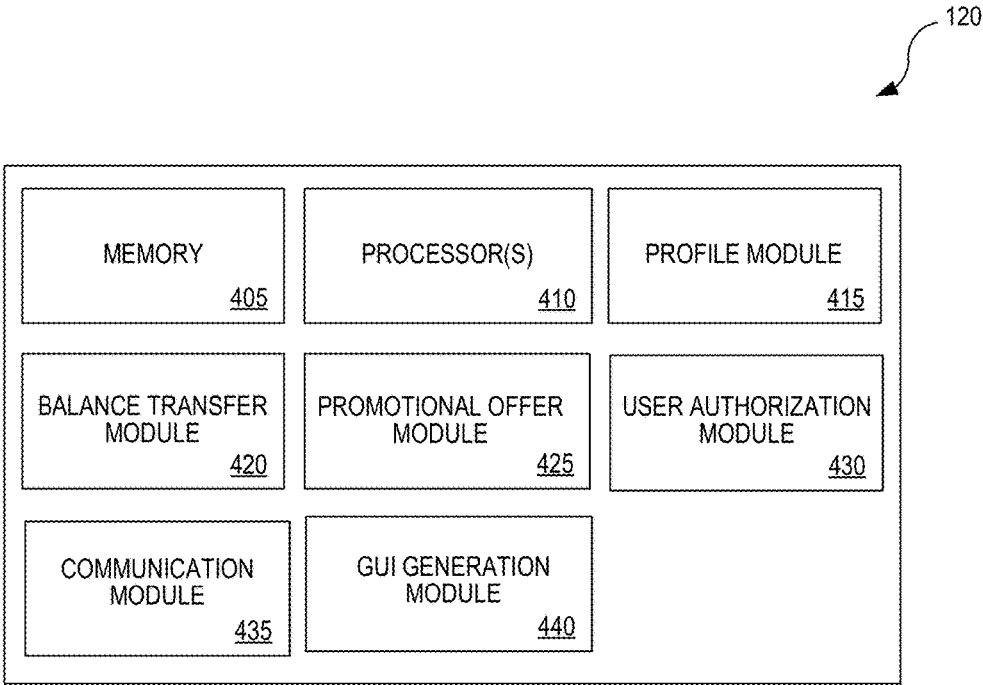 120
MEMORY
405
PROCESSOR(S)
410
PROFILE MODULE
415
BALANCE TRANSFER
MODULE
420
PROMOTIONAL OFFER
MODULE
425
USER AUTHORIZATION
MODULE
430
COMMUNICATION
MODULE
435
GUI GENERATION
MODULE
440